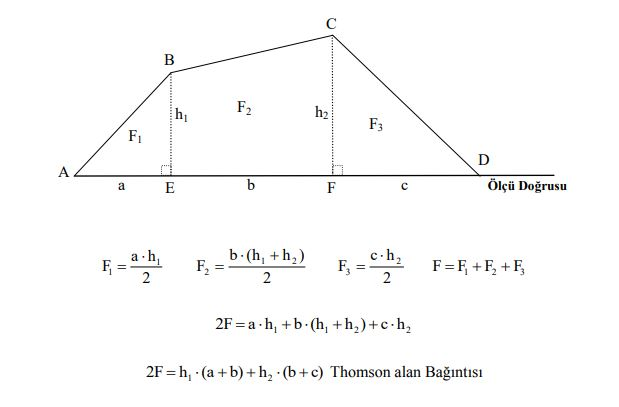 C
B
h₁
F₂
h₂
F₁
F₃
A
D
a
E
b
F
c
Ölçü Doğrusu
F₁ = a·h₁/2 F₂ = b·(h₁+h₂)/2 F₃ = c·h₂/2 F = F₁ + F₂ + F₃
2F = a·h₁ + b·(h₁ + h₂) + c·h₂
2F = h₁·(a + b) + h₂·(b + c) Thomson alan Bağıntısı